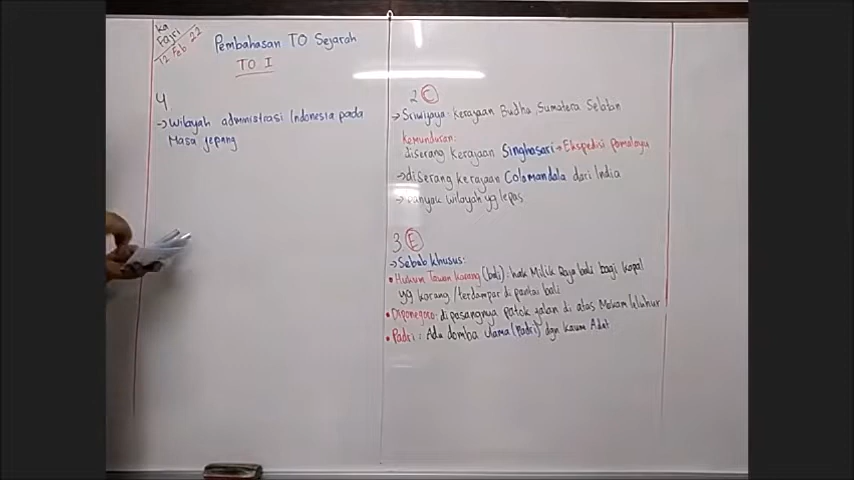 Ka
Fajri
12 Feb 22
Pembahasan TO Sejarah
TO I
4
→ Wilayah administrasi Indonesia pada
Masa jepang
2 C
→ Sriwijaya: kerajaan Budha, Sumatera Selatan
Kemunduran:
diserang kerajaan Singhasari → Ekspedisi pamalayu
→ diserang kerajaan Colamandala dari India
→ banyak wilayah yg lepas
3. E
→ Sebab khusus:
• Hukum Tawan karang (bali): hak Milik Raja bali bagi kapal
yg karang / terdampar di pantai bali
• Diponegoro: dipasangnya patok jalan di atas Makam leluhur
• Padri: Adu domba Ulama (Padri) dgn kaum Adat